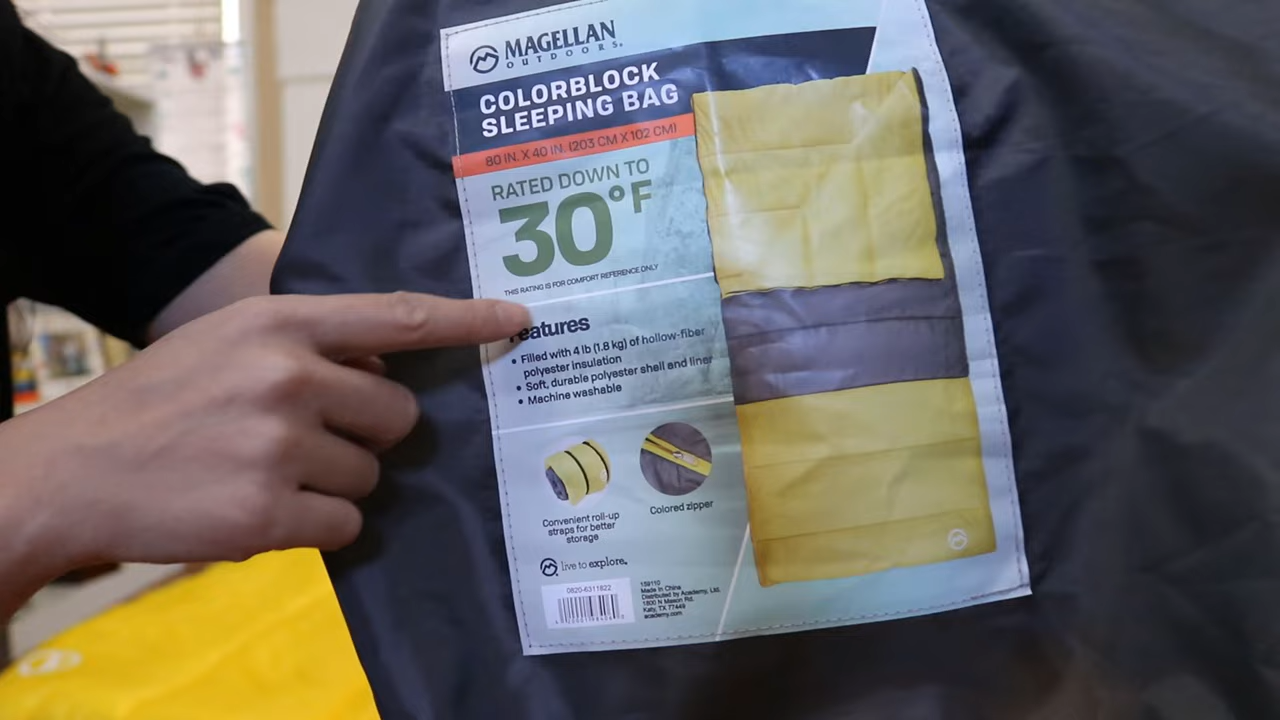 MAGELLAN
OUTDOORS®
COLORBLOCK
SLEEPING BAG
80 IN. X 40 IN. (203 CM X 102 CM)
RATED DOWN TO
30°F
THIS RATING IS FOR COMFORT REFERENCE ONLY
eatures
• Filled with 4 lb (1.8 kg) of hollow-fiber
polyester insulation
• Soft, durable polyester shell and liner
• Machine washable
Convenient roll-up
straps for better
storage
Colored zipper
live to explore.
0820-6311822
159110
Made in China
Distributed by Academy, Ltd.
1800 N Mason Rd.
Katy, TX 77449
academy.com